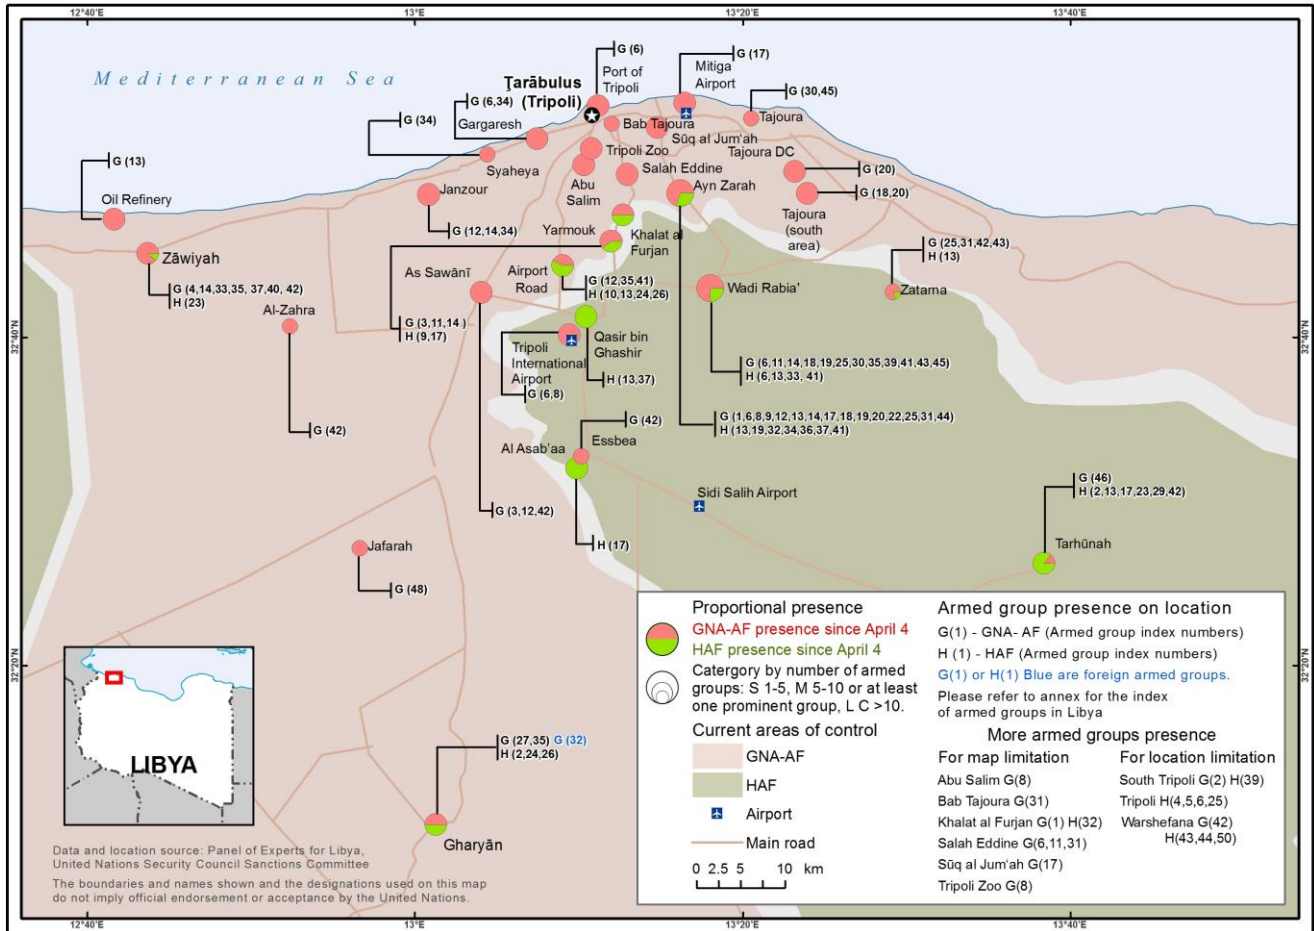 12°40'E
13°E
13°20'E
13°40'E
Mediterranean Sea
Ţarābulus
(Tripoli)
G (6)
Port of
Tripoli
G (17)
Mitiga
Airport
G (6,34)
Gargaresh
G (34)
Syaheya
G (30,45)
Tajoura
Bab Tajoura
Sūq al Jum'ah
Tajoura DC
G (20)
Tripoli Zoo
Salah Eddine
Abu
Salim
Ayn Zarah
G (18,20)
Tajoura
(south
area)
G (13)
Oil Refinery
Janzour
G (12,14,34)
Yarmouk
Khalat al
Furjan
Zāwiyah
G (4,14,33,35, 37,40, 42)
H (23)
As Sawānī
Airport
Road
G (12,35,41)
H (10,13,24,26)
Wadi Rabia'
G (25,31,42,43)
H (13)
Zatarna
Al-Zahra
G (3,11,14 )
H (9,17)
Tripoli
International
Airport
Qasir bin
Ghashir
G (6,8)
H (13,37)
G (6,11,14,18,19,25,30,35,39,41,43,45)
H (6,13,33, 41)
32°40'N
32°40'N
G (42)
G (42)
G (1,6,8,9,12,13,14,17,18,19,20,22,25,31,44)
H (13,19,32,34,36,37,41)
Al Asab'aa
Essbea
G (3,12,42)
H (17)
Sidi Salih Airport
G (46)
H (2,13,17,23,29,42)
Tarhūnah
Jafarah
G (48)
32°20'N
32°20'N
LIBYA
G (27,35) G (32)
H (2,24,26)
Gharyān
Data and location source: Panel of Experts for Libya,
United Nations Security Council Sanctions Committee
The boundaries and names shown and the designations used on this map
do not imply official endorsement or acceptance by the United Nations.
Proportional presence
GNA-AF presence since April 4
HAF presence since April 4
Catergory by number of armed
groups: S 1-5, M 5-10 or at least
one prominent group, L C >10.
Current areas of control
GNA-AF
HAF
Airport
Main road
0 2.5 5 10 km
Armed group presence on location
G(1) - GNA- AF (Armed group index numbers)
H (1) - HAF (Armed group index numbers)
G(1) or H(1) Blue are foreign armed groups.
Please refer to annex for the index
of armed groups in Libya
More armed groups presence
For map limitation
Abu Salim G(8)
Bab Tajoura G(31)
Khalat al Furjan G(1) H(32)
Salah Eddine G(6,11,31)
Sūq al Jum'ah G(17)
Tripoli Zoo G(8)
For location limitation
South Tripoli G(2) H(39)
Tripoli H(4,5,6,25)
Warshefana G(42)
H(43,44,50)
12°40'E
13°E
13°20'E
13°40'E